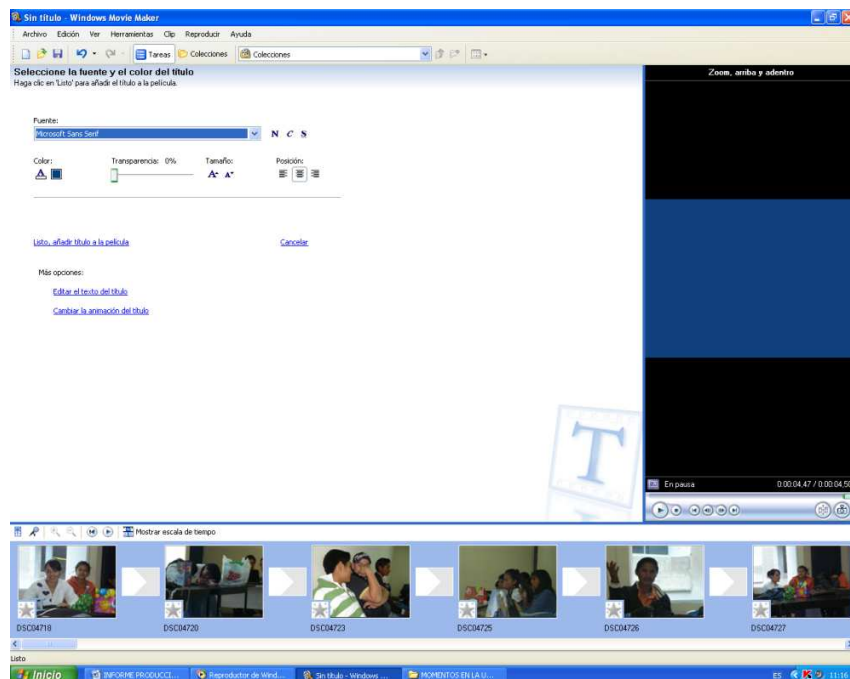 Sin título - Windows Movie Maker
Archivo Edición Ver Herramientas Clip Reproducir Ayuda
Tareas Colecciones Colecciones
Seleccione la fuente y el color del título
Haga clic en 'Listo' para añadir el título a la película.
Zoom, arriba y adentro
Fuente:
Microsoft Sans Serif
N C S
Color: Transparencia: 0% Tamaño: Posición:
Listo, añadir título a la película Cancelar
Más opciones:
Editar el texto del título
Cambiar la animación del título
T
En pausa 0:00:04,47 / 0:00:04,50
Mostrar escala de tiempo
DSC04718 DSC04720 DSC04723 DSC04725 DSC04726 DSC04727
Listo
Inicio INFORME PRODUCCI... Reproductor de Wind... Sin título - Windows ... MOMENTOS EN LA U... ES 11:16